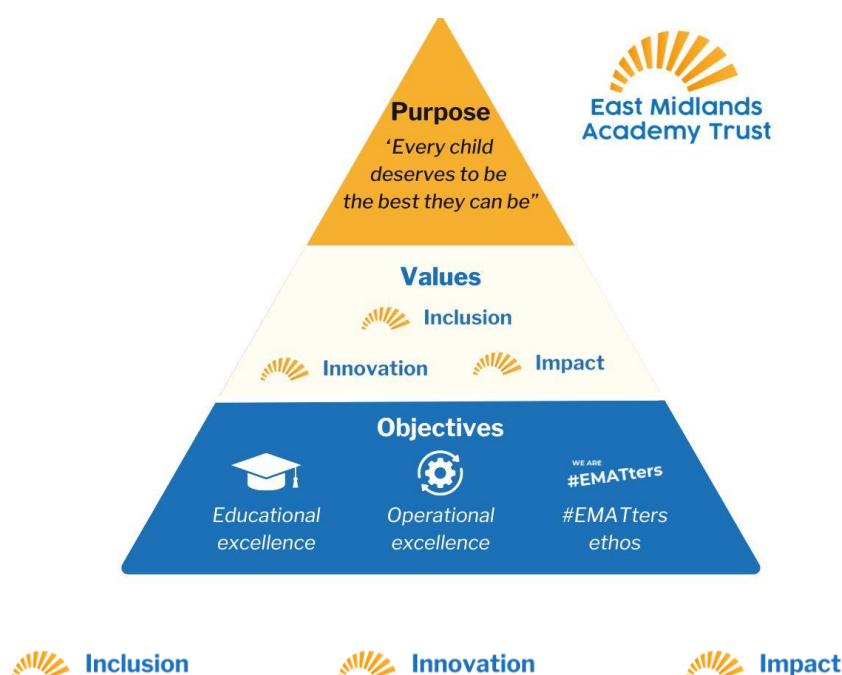 East Midlands
Academy Trust
Purpose
‘Every child
deserves to be
the best they can be”
Values
Inclusion
Innovation
Impact
Objectives
WE ARE
#EMATters
Educational
excellence
Operational
excellence
#EMATters
ethos
Inclusion
Innovation
Impact